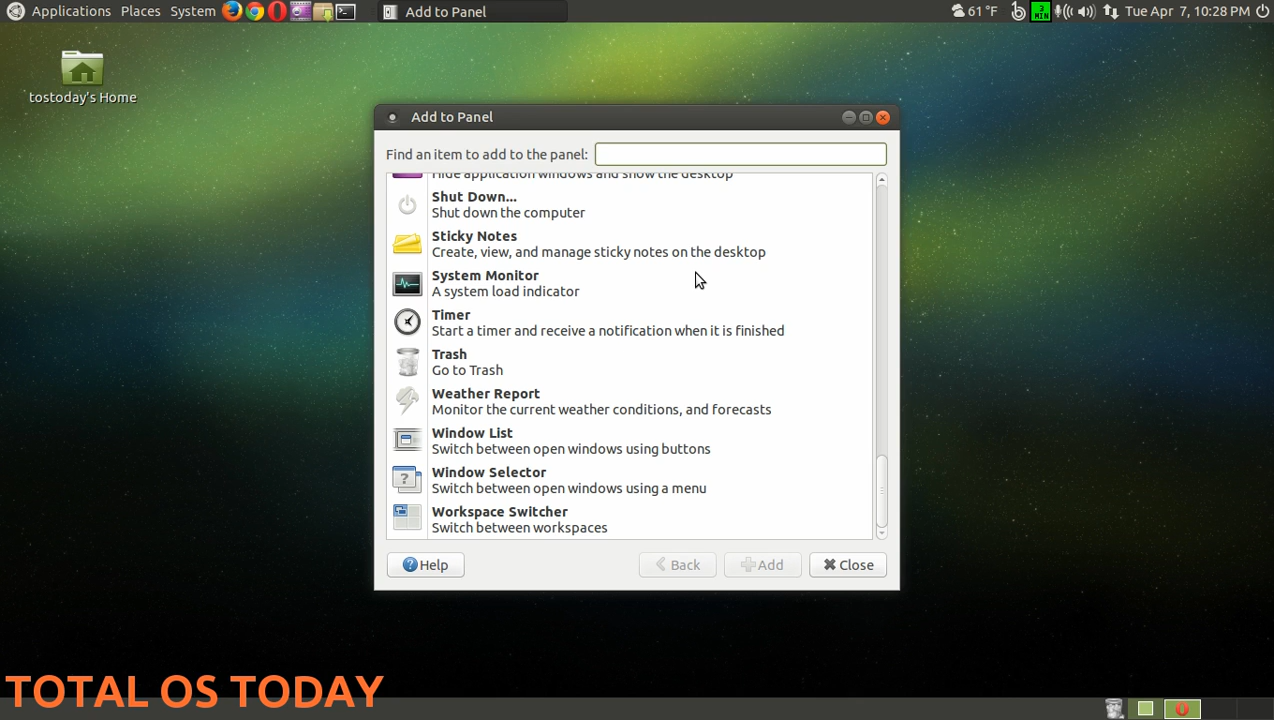 Applications Places System Add to Panel 61 °F 3 MIN Tue Apr 7, 10:28 PM
tostoday's Home
Add to Panel
Find an item to add to the panel:
Hide application windows and show the desktop
Shut Down...
Shut down the computer
Sticky Notes
Create, view, and manage sticky notes on the desktop
System Monitor
A system load indicator
Timer
Start a timer and receive a notification when it is finished
Trash
Go to Trash
Weather Report
Monitor the current weather conditions, and forecasts
Window List
Switch between open windows using buttons
Window Selector
Switch between open windows using a menu
Workspace Switcher
Switch between workspaces
Help Back Add Close
TOTAL OS TODAY